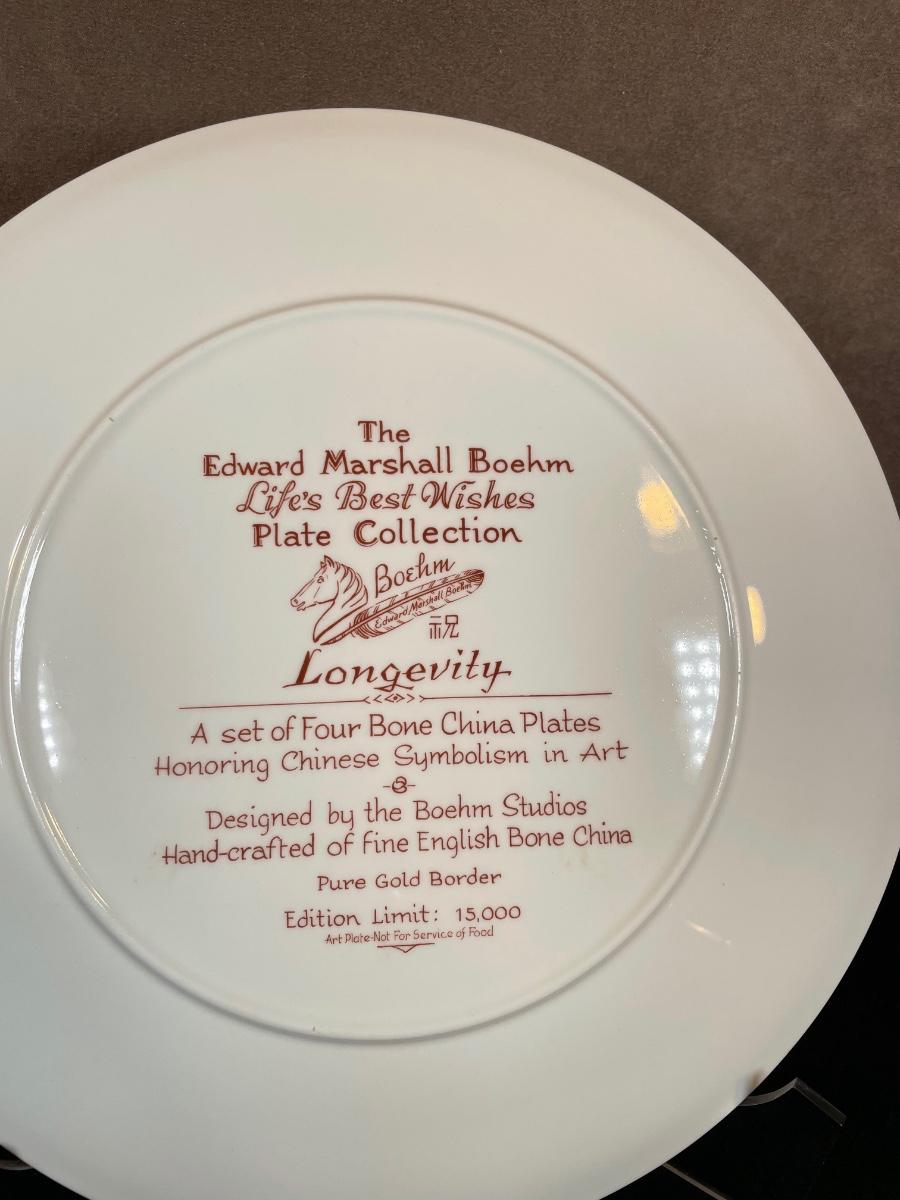 The
Edward Marshall Boehm
Life's Best Wishes
Plate Collection
Boehm
Edward Marshall Boehm
祝
Longevity
A set of Four Bone China Plates
Honoring Chinese Symbolism in Art
Designed by the Boehm Studios
Hand-crafted of Fine English Bone China
Pure Gold Border
Edition Limit: 15,000
Art Plate-Not For Service of Food